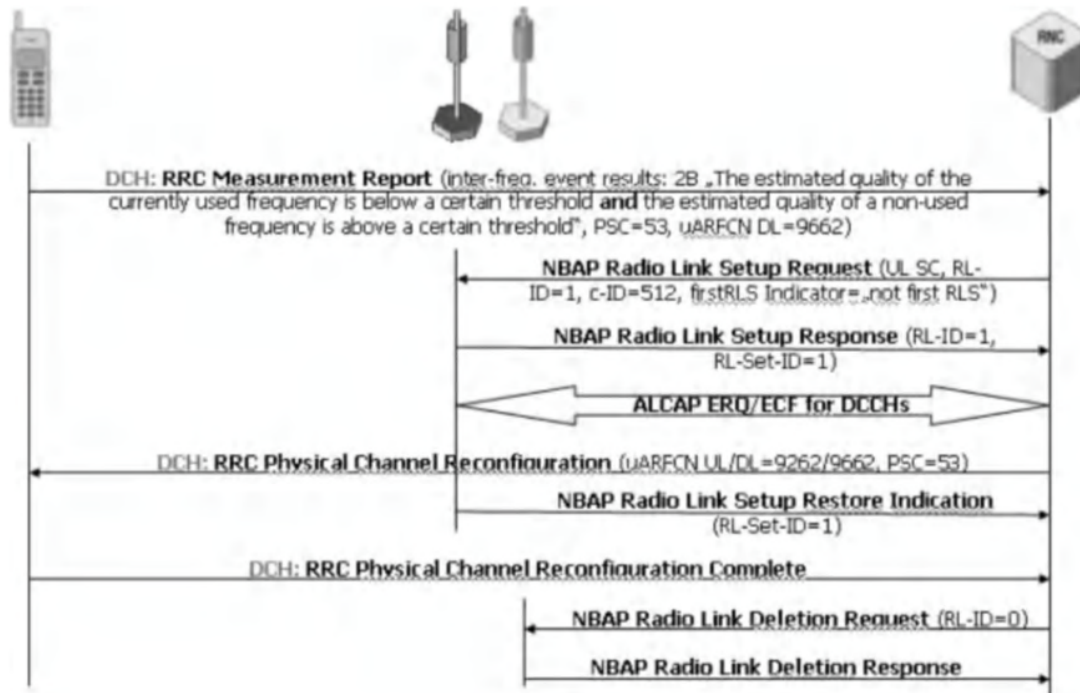 RNC
DCH: RRC Measurement Report (inter-freq. event results: 2B „The estimated quality of the
currently used frequency is below a certain threshold and the estimated quality of a non-used
frequency is above a certain threshold“, PSC=53, uARFCN DL=9662)
NBAP Radio Link Setup Request (UL SC, RL-
ID=1, c-ID=512, firstRLS Indicator=„not first RLS“)
NBAP Radio Link Setup Response (RL-ID=1,
RL-Set-ID=1)
ALCAP ERQ/ECF for DCCHs
DCH: RRC Physical Channel Reconfiguration (uARFCN UL/DL=9262/9662, PSC=53)
NBAP Radio Link Setup Restore Indication
(RL-Set-ID=1)
DCH: RRC Physical Channel Reconfiguration Complete
NBAP Radio Link Deletion Request (RL-ID=0)
NBAP Radio Link Deletion Response